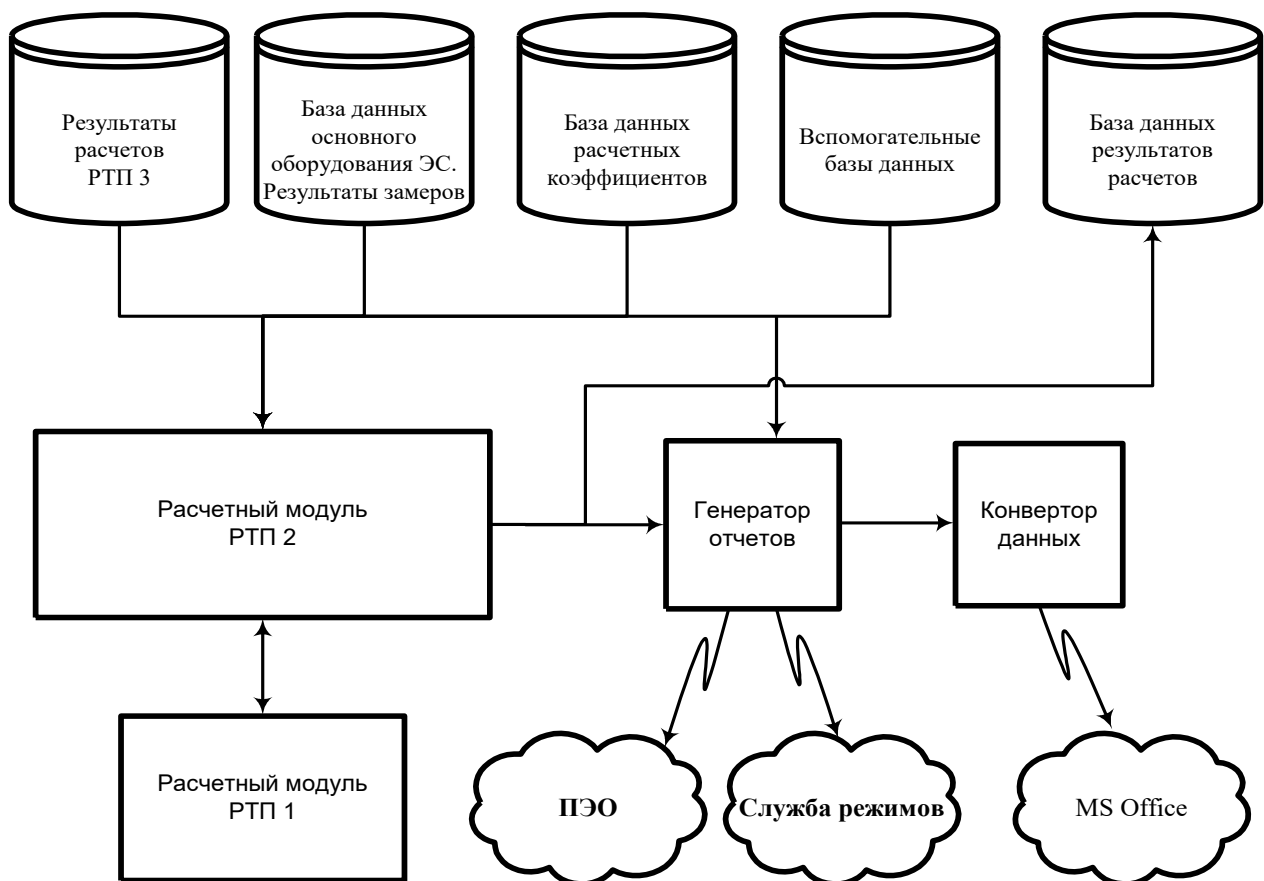 Результаты
расчетов
РТП 3
База данных
основного
оборудования ЭС.
Результаты замеров
База данных
расчетных
коэффициентов
Вспомогательные
базы данных
База данных
результатов
расчетов
Расчетный модуль
РТП 2
Генератор
отчетов
Конвертор
данных
Расчетный модуль
РТП 1
ПЭО
Служба режимов
MS Office